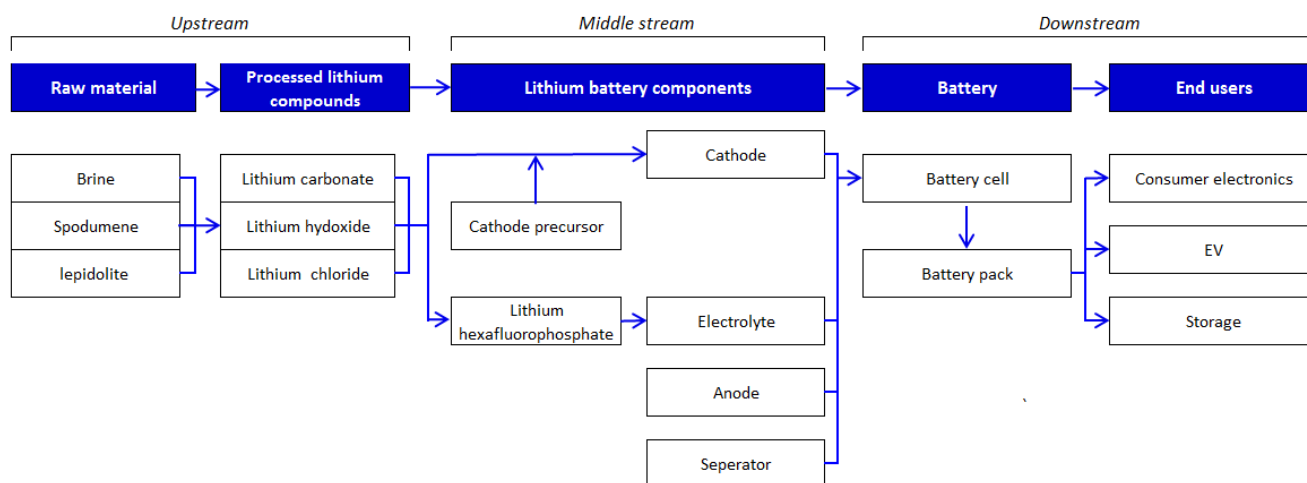 Upstream
Middle stream
Downstream
Raw material
Processed lithium
compounds
Lithium battery components
Battery
End users
Brine
Spodumene
lepidolite
Lithium carbonate
Lithium hydoxide
Lithium chloride
Cathode precursor
Lithium
hexafluorophosphate
Cathode
Electrolyte
Anode
Seperator
Battery cell
Battery pack
Consumer electronics
EV
Storage